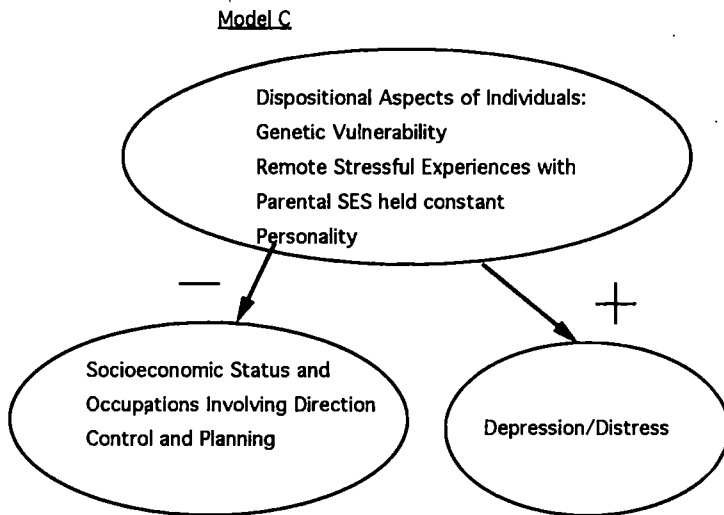 Model C
Dispositional Aspects of Individuals:
Genetic Vulnerability
Remote Stressful Experiences with
Parental SES held constant
Personality
—
+
Socioeconomic Status and
Occupations Involving Direction
Control and Planning
Depression/Distress